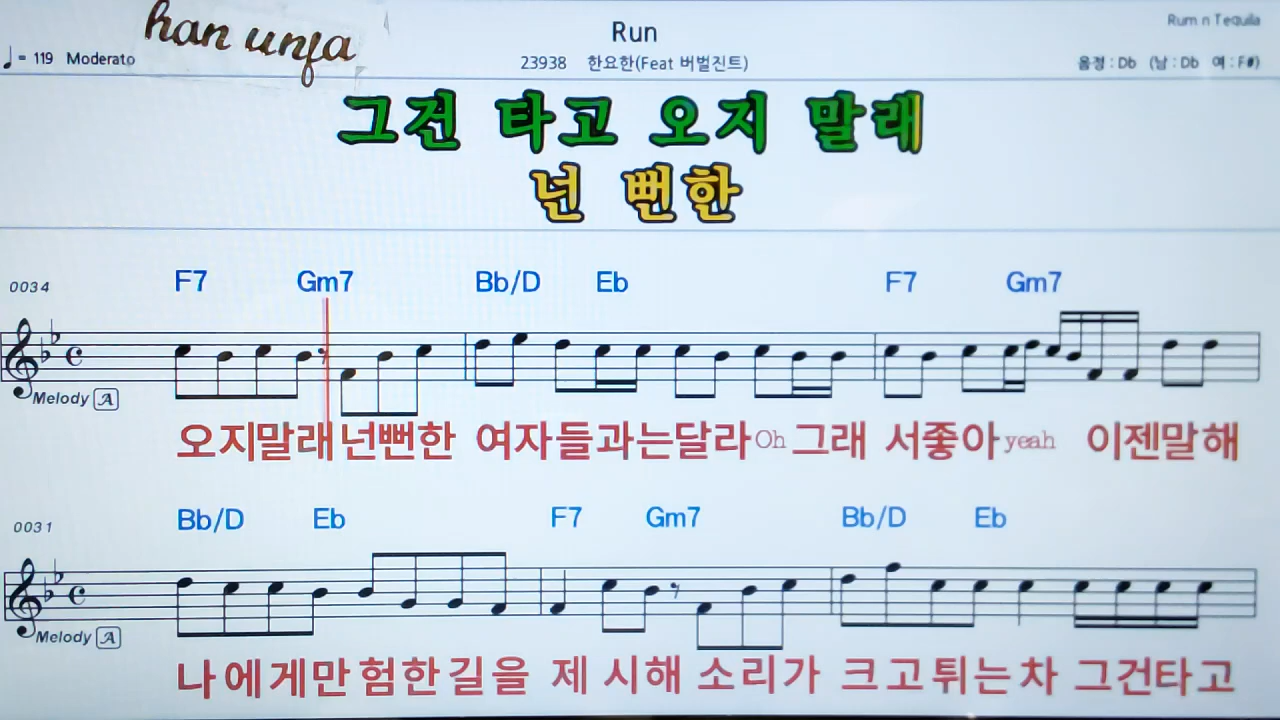 han unja
Run
Rum n Tequila
♩= 119 Moderato
23938 한요한(Feat 버벌진트)
음정 : Db (남 : Db 여 : F#)
그건 타고 오지 말래
넌 뻔한
0034 F7 Gm7 Bb/D Eb F7 Gm7
Melody A
오지말래넌뻔한 여자들과는달라Oh그래 서좋아yeah 이젠말해
0031 Bb/D Eb F7 Gm7 Bb/D Eb
Melody A
나에게만험한길을 제 시해 소리가 크고튀는차 그건타고